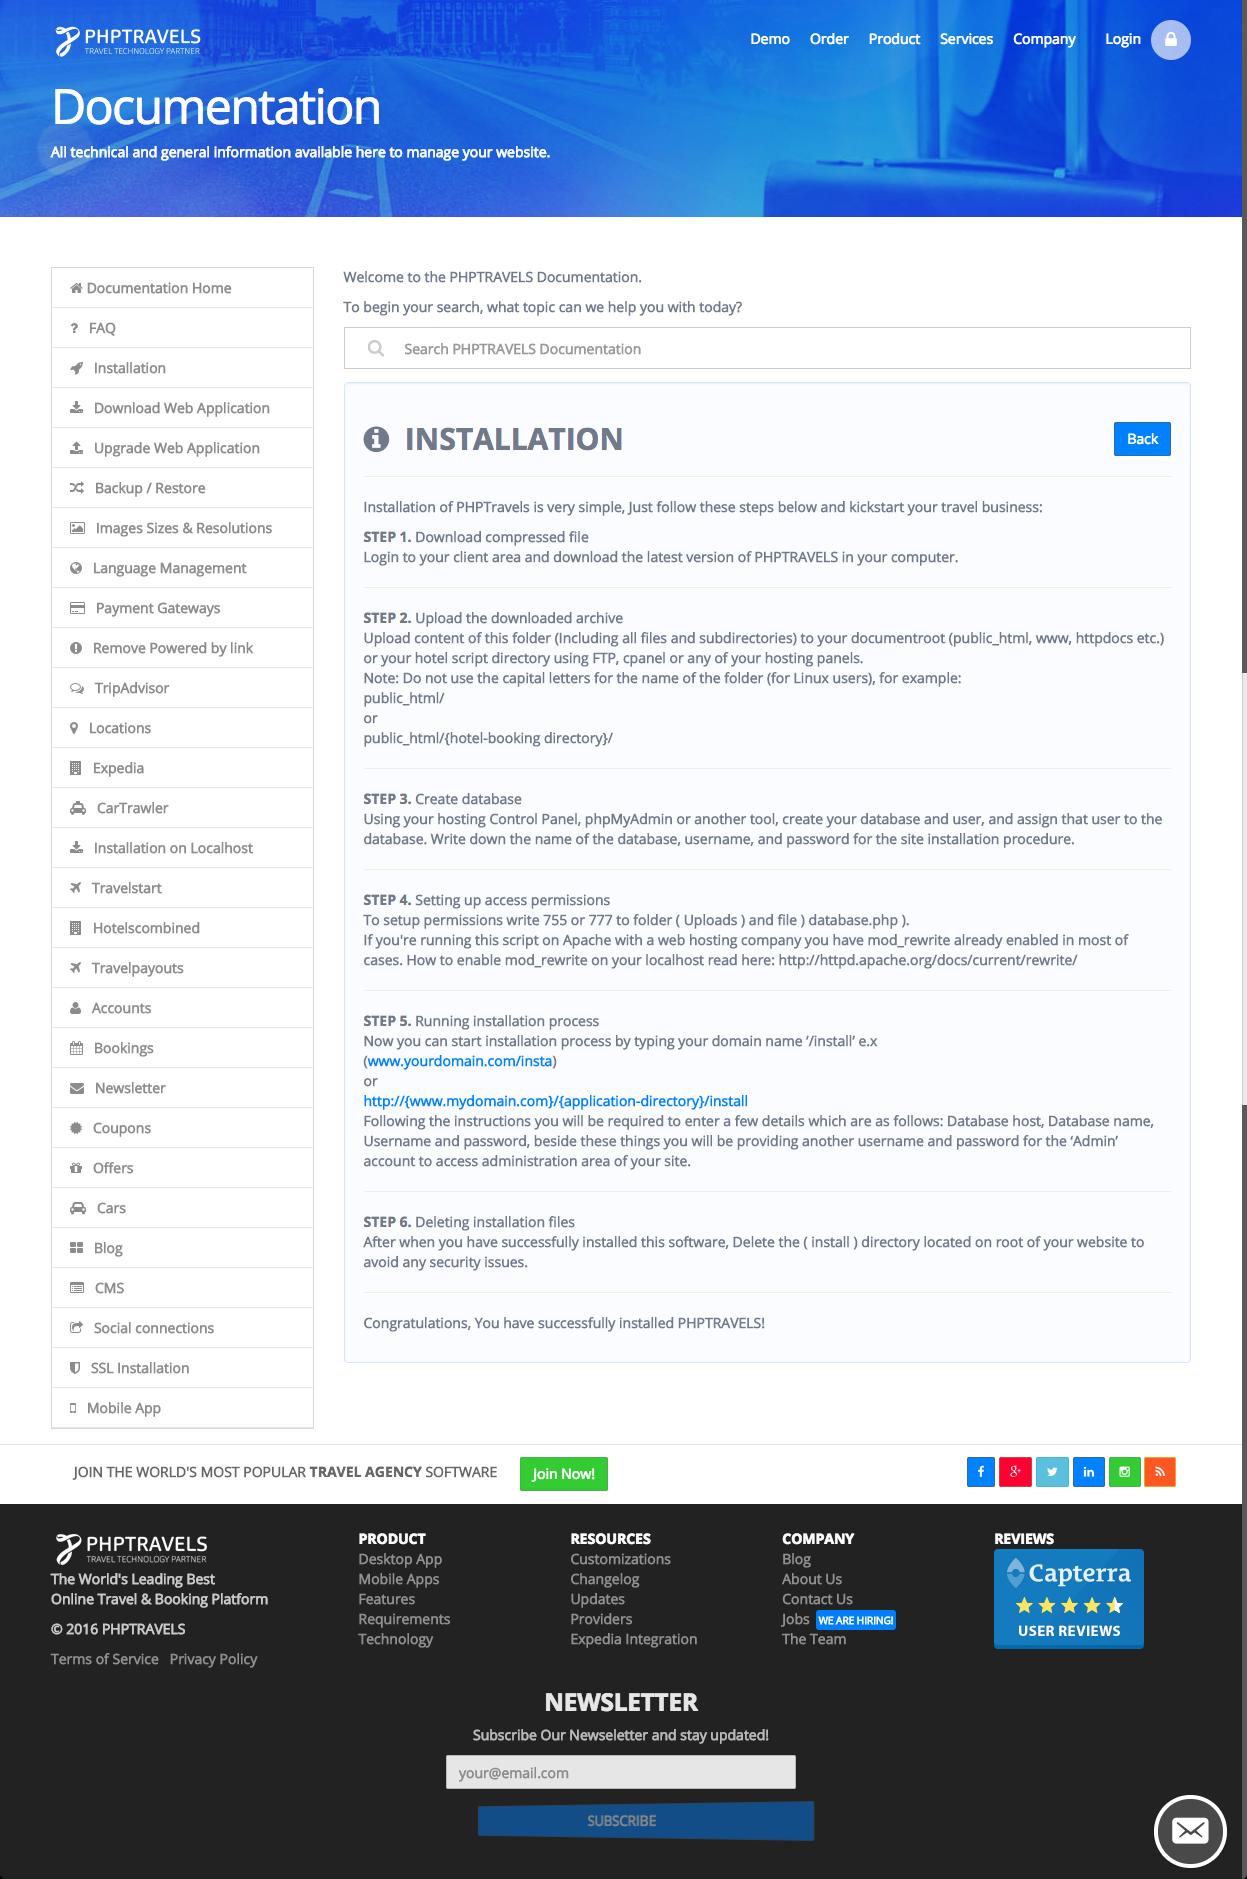 PHPTRAVELS
TRAVEL TECHNOLOGY PARTNER
Demo Order Product Services Company Login
Documentation
All technical and general information available here to manage your website.
Documentation Home
FAQ
Installation
Download Web Application
Upgrade Web Application
Backup / Restore
Images Sizes & Resolutions
Language Management
Payment Gateways
Remove Powered by link
TripAdvisor
Locations
Expedia
CarTrawler
Installation on Localhost
Travelstart
Hotelscombined
Travelpayouts
Accounts
Bookings
Newsletter
Coupons
Offers
Cars
Blog
CMS
Social connections
SSL Installation
Mobile App
Welcome to the PHPTRAVELS Documentation.
To begin your search, what topic can we help you with today?
Search PHPTRAVELS Documentation
INSTALLATION
Back
Installation of PHPTravels is very simple, Just follow these steps below and kickstart your travel business:
STEP 1. Download compressed file
Login to your client area and download the latest version of PHPTRAVELS in your computer.
STEP 2. Upload the downloaded archive
Upload content of this folder (Including all files and subdirectories) to your documentroot (public_html, www, httpdocs etc.)
or your hotel script directory using FTP, cpanel or any of your hosting panels.
Note: Do not use the capital letters for the name of the folder (for Linux users), for example:
public_html/
or
public_html/{hotel-booking directory}/
STEP 3. Create database
Using your hosting Control Panel, phpMyAdmin or another tool, create your database and user, and assign that user to the
database. Write down the name of the database, username, and password for the site installation procedure.
STEP 4. Setting up access permissions
To setup permissions write 755 or 777 to folder ( Uploads ) and file ) database.php ).
If you're running this script on Apache with a web hosting company you have mod_rewrite already enabled in most of
cases. How to enable mod_rewrite on your localhost read here: http://httpd.apache.org/docs/current/rewrite/
STEP 5. Running installation process
Now you can start installation process by typing your domain name ‘/install’ e.x
(www.yourdomain.com/insta)
or
http://{www.mydomain.com}/{application-directory}/install
Following the instructions you will be required to enter a few details which are as follows: Database host, Database name,
Username and password, beside these things you will be providing another username and password for the ‘Admin’
account to access administration area of your site.
STEP 6. Deleting installation files
After when you have successfully installed this software, Delete the ( install ) directory located on root of your website to
avoid any security issues.
Congratulations, You have successfully installed PHPTRAVELS!
JOIN THE WORLD'S MOST POPULAR TRAVEL AGENCY SOFTWARE
Join Now!
PHPTRAVELS
TRAVEL TECHNOLOGY PARTNER
The World's Leading Best
Online Travel & Booking Platform
© 2016 PHPTRAVELS
Terms of Service Privacy Policy
PRODUCT
Desktop App
Mobile Apps
Features
Requirements
Technology
RESOURCES
Customizations
Changelog
Updates
Providers
Expedia Integration
COMPANY
Blog
About Us
Contact Us
Jobs WE ARE HIRING!
The Team
REVIEWS
Capterra
USER REVIEWS
NEWSLETTER
Subscribe Our Newseletter and stay updated!
your@email.com
SUBSCRIBE